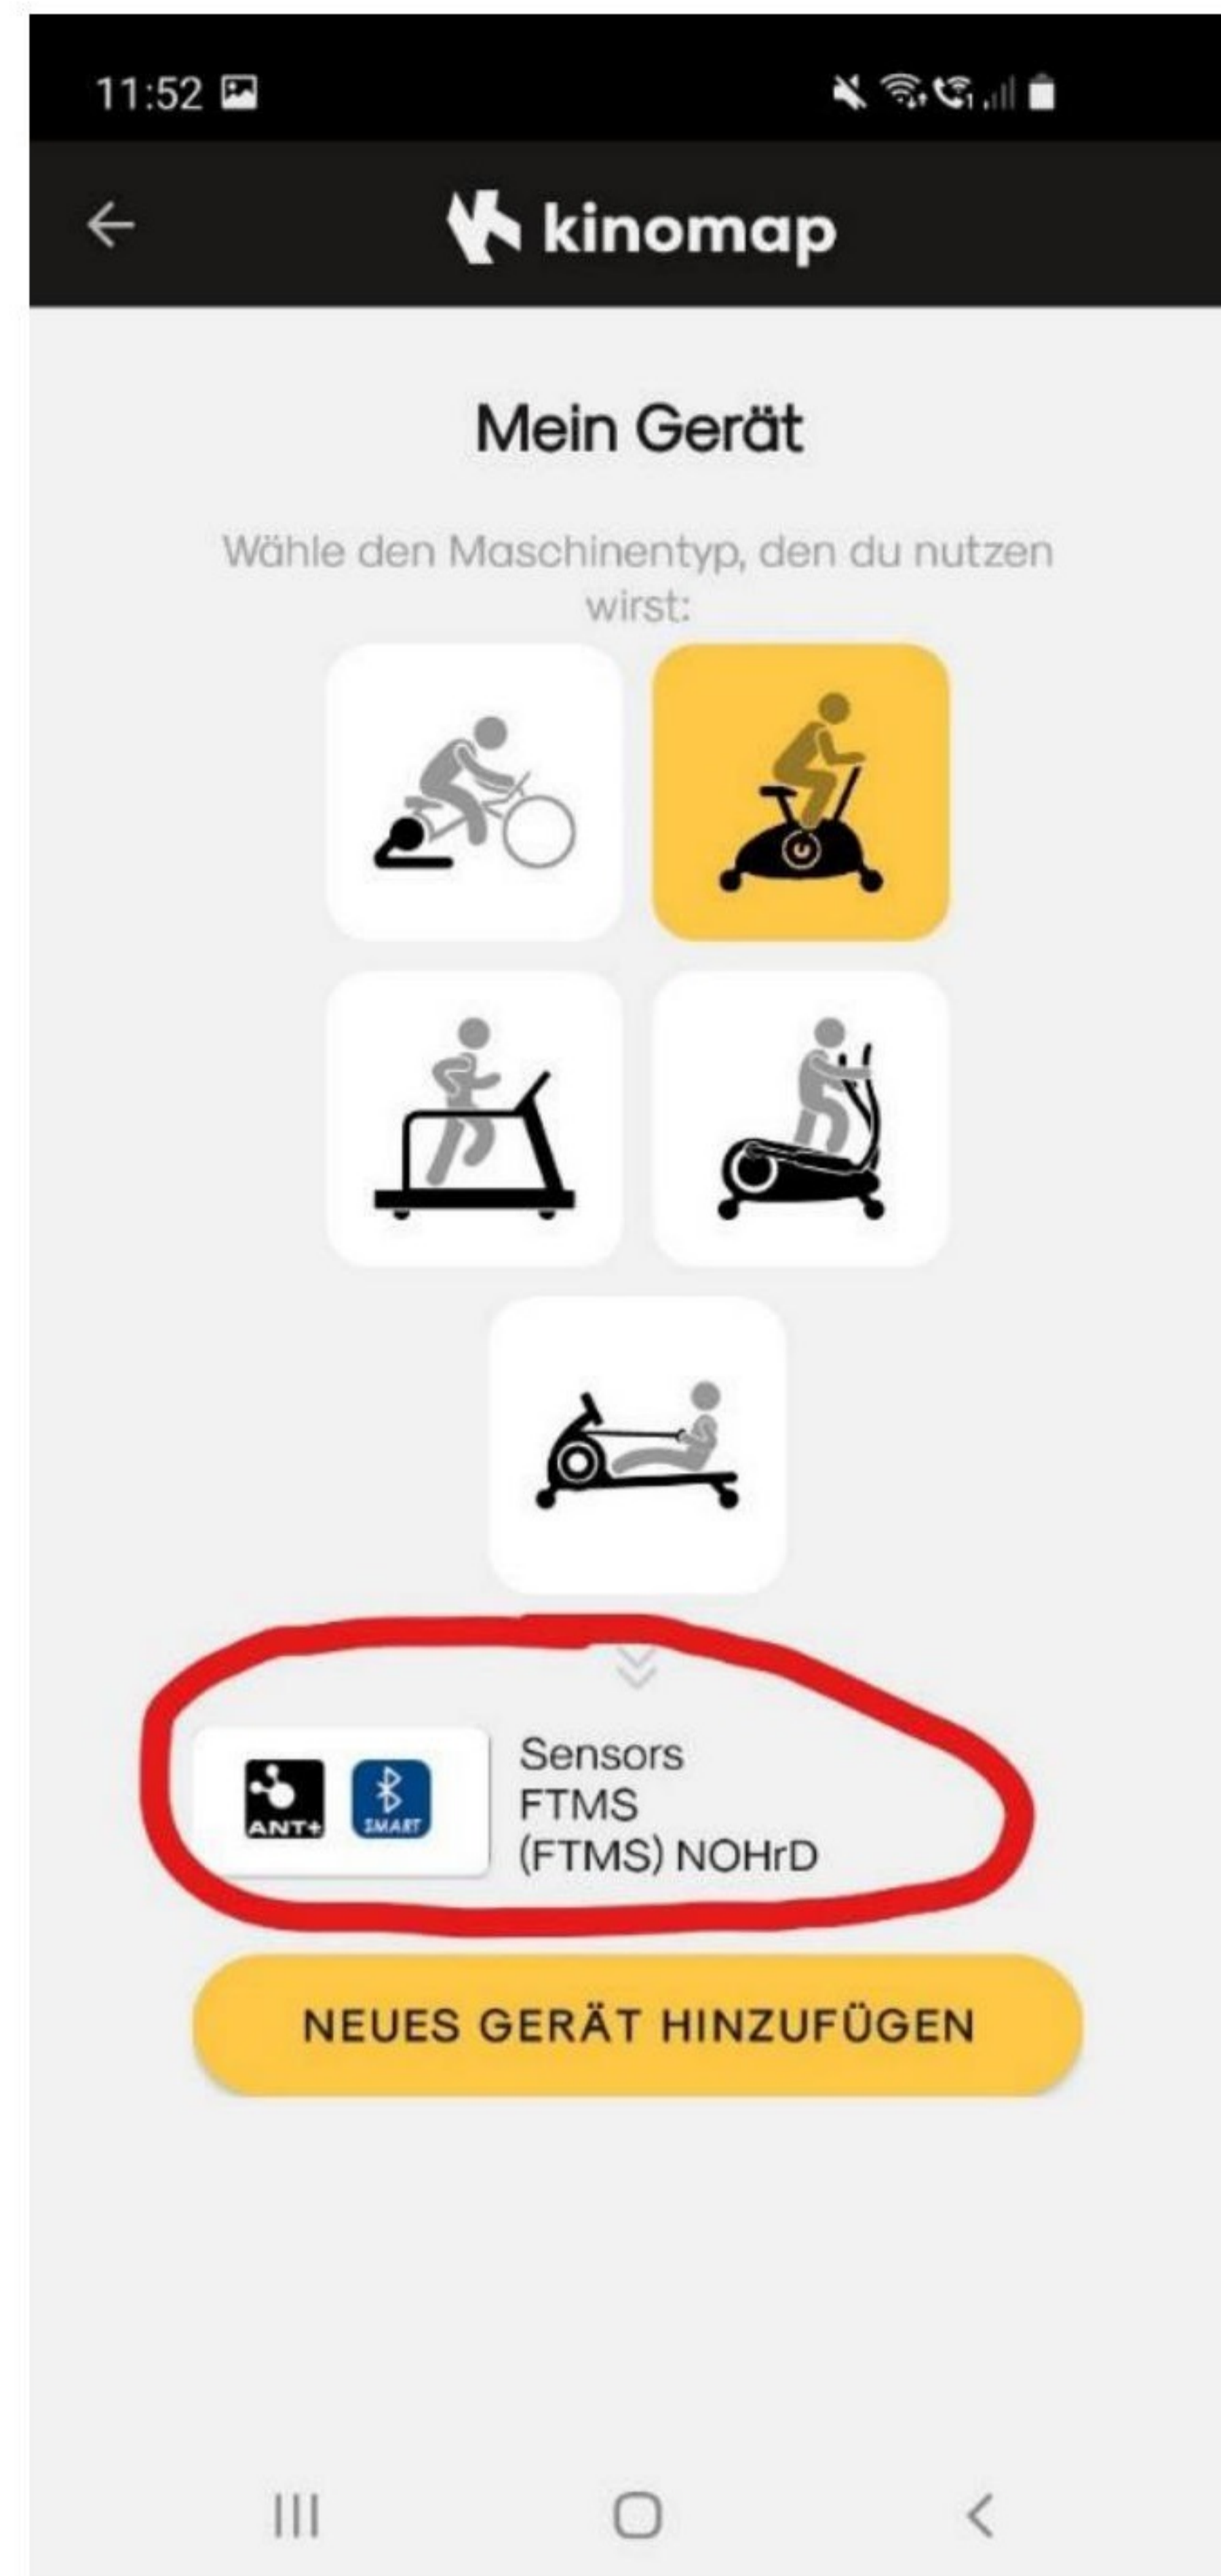 11:52
kinomap
Mein Gerät
Wähle den Maschinentyp, den du nutzen
wirst:
ANT+
SMART
Sensors
FTMS
(FTMS) NOHrD
NEUES GERÄT HINZUFÜGEN